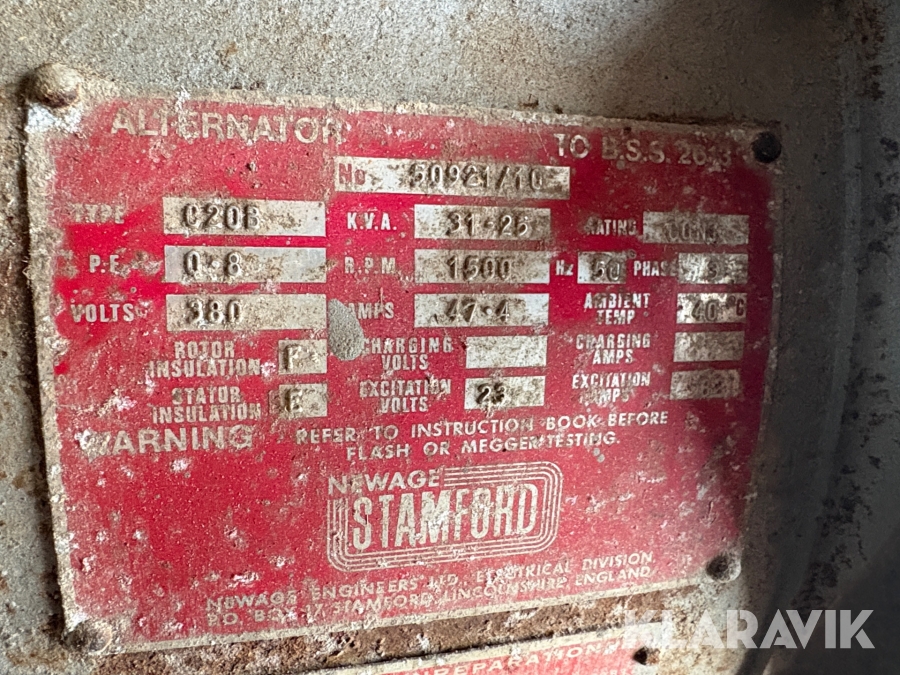 ALTERNATOR TO B.S.S. 2613
No 50921/10
TYPE C20B K.V.A. 31·25 RATING
P.F. 0·8 R.P.M. 1500 Hz 50 PHASE 3
VOLTS 380 AMPS 47·4 AMBIENT TEMP 40 °C
ROTOR INSULATION F CHARGING VOLTS CHARGING AMPS
STATOR INSULATION E EXCITATION VOLTS 23 EXCITATION AMPS
WARNING REFER TO INSTRUCTION BOOK BEFORE
FLASH OR MEGGER TESTING.
NEWAGE
STAMFORD
NEWAGE ENGINEERS LTD., ELECTRICAL DIVISION
P.O. BOX 17, STAMFORD, LINCOLNSHIRE, ENGLAND
KLARAVIK